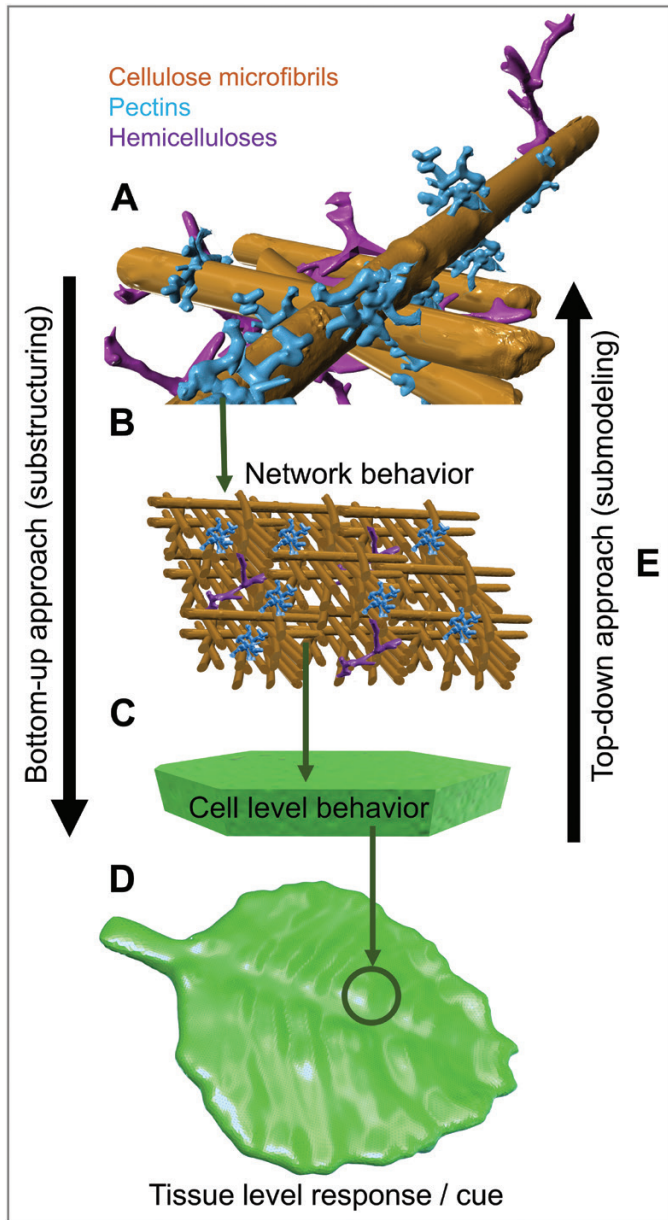 Cellulose microfibrils
Pectins
Hemicelluloses
A
Bottom-up approach (substructuring)
B
Network behavior
Top-down approach (submodeling)
E
C
Cell level behavior
D
Tissue level response / cue